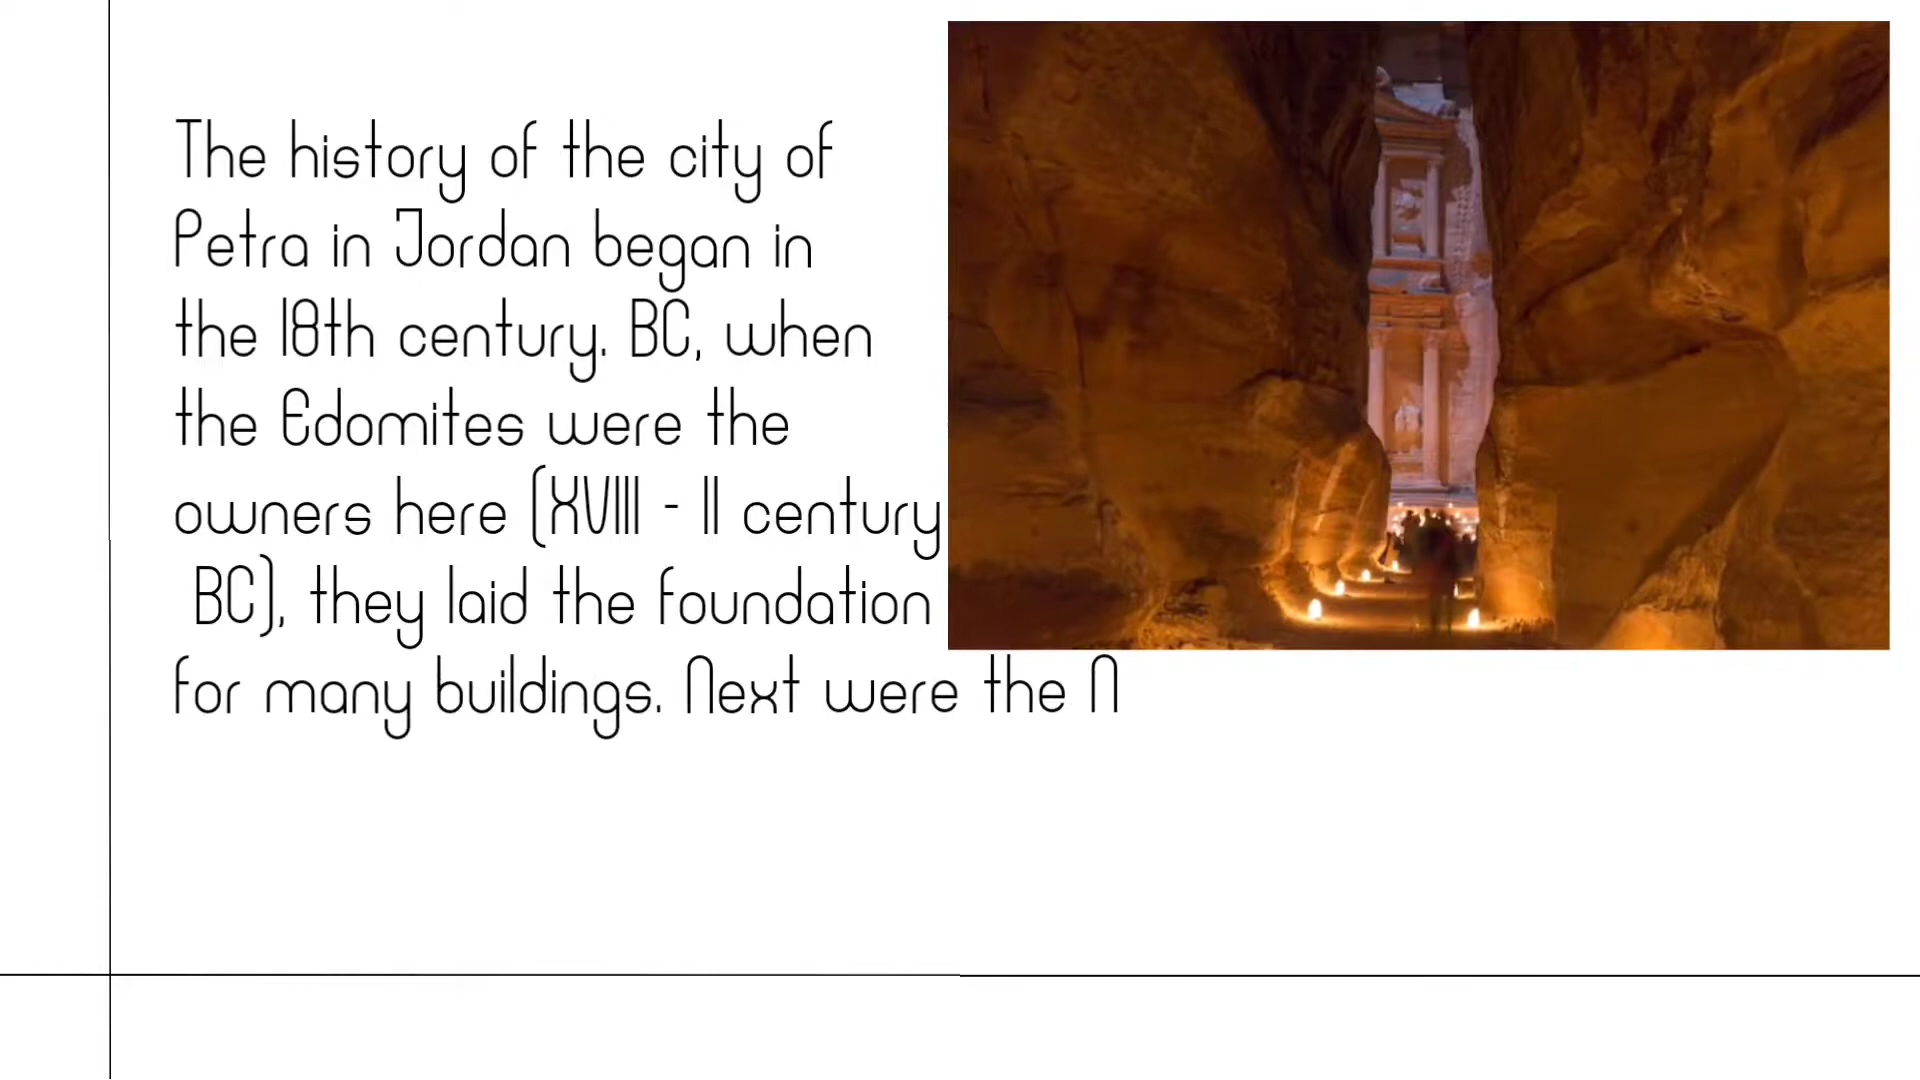 The history of the city of
Petra in Jordan began in
the 18th century. BC, when
the Edomites were the
owners here (XVIII - II century
BC), they laid the foundation
for many buildings. Next were the N